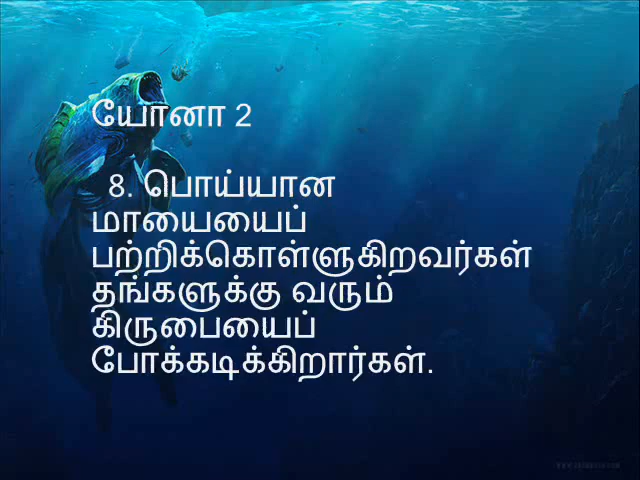 யோனா 2
8. பொய்யான
மாயையைப்
பற்றிக்கொள்ளுகிறவர்கள்
தங்களுக்கு வரும்
கிருபையைப்
போக்கடிக்கிறார்கள்.